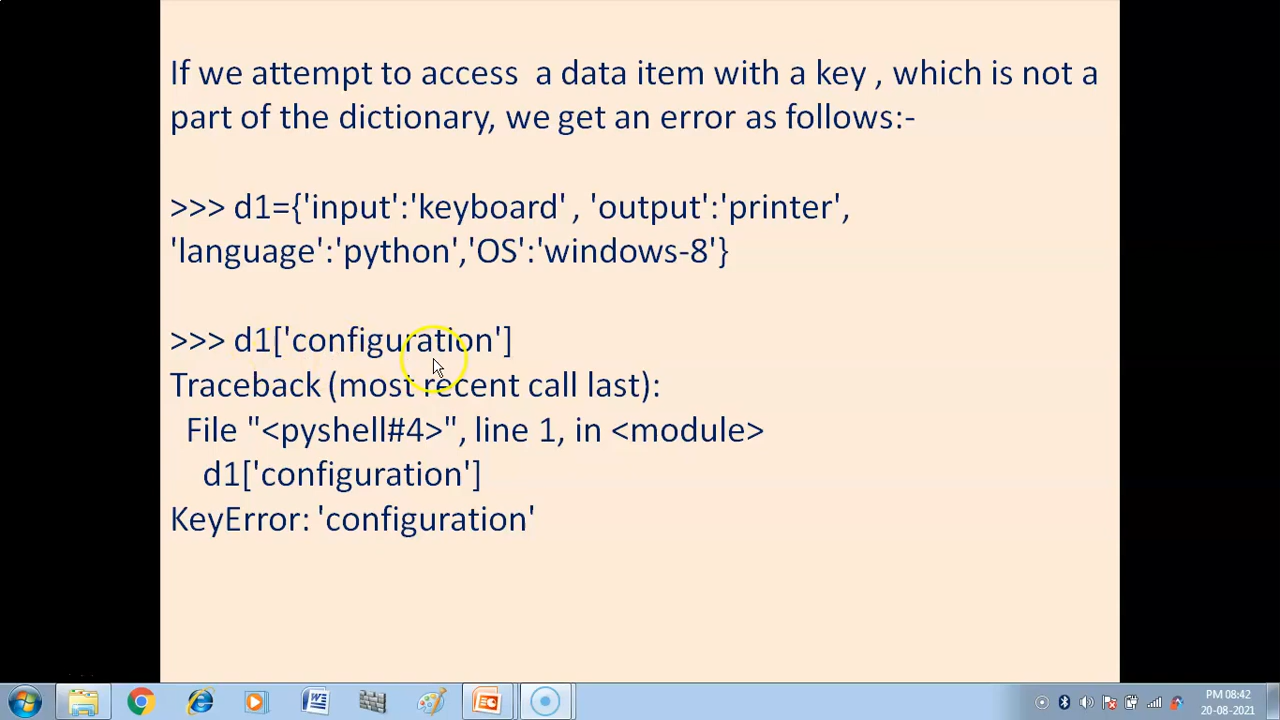 If we attempt to access  a data item with a key , which is not a
part of the dictionary, we get an error as follows:-
>>> d1={'input':'keyboard' , 'output':'printer',
'language':'python','OS':'windows-8'}
>>> d1['configuration']
Traceback (most recent call last):
  File "<pyshell#4>", line 1, in <module>
    d1['configuration']
KeyError: 'configuration'
PM 08:42
20-08-2021